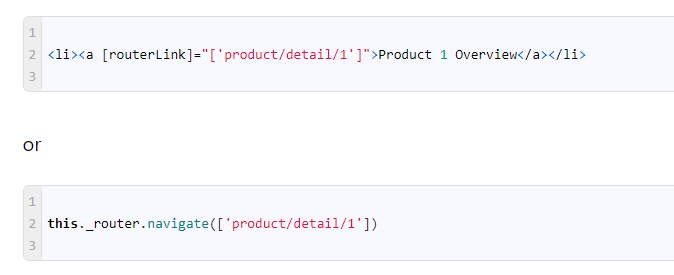 1
2 <li><a [routerLink]="['product/detail/1']">Product 1 Overview</a></li>
3
or
1
2 this._router.navigate(['product/detail/1'])
3